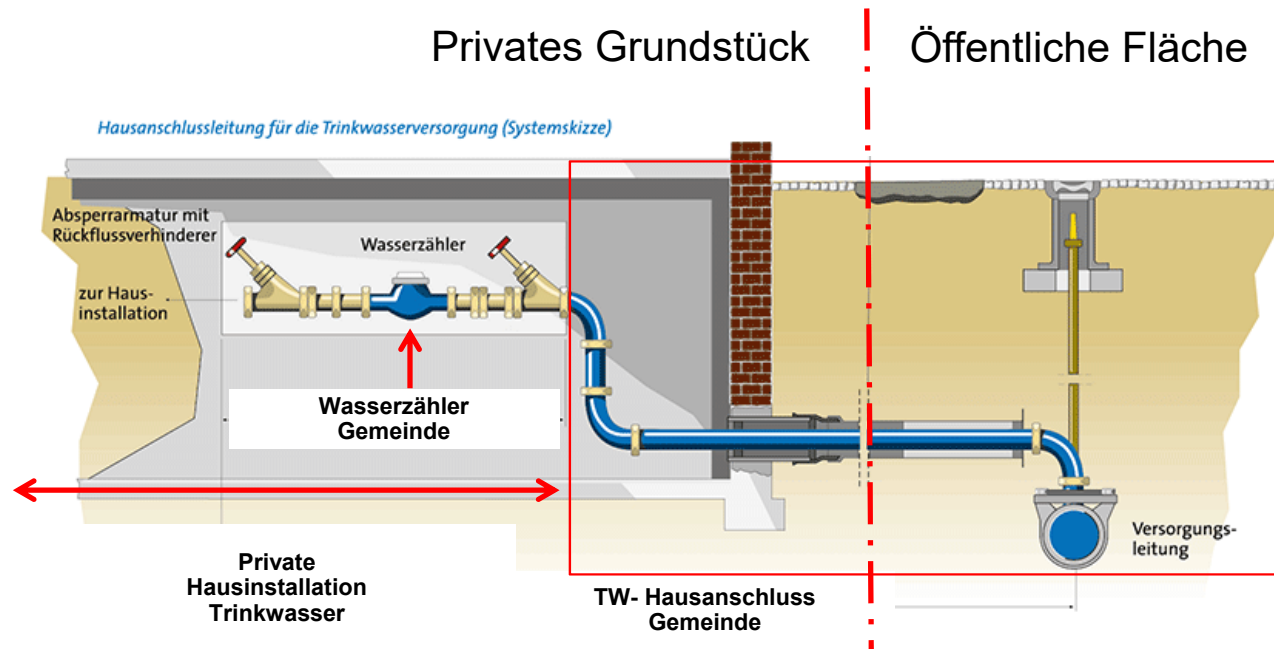 Privates Grundstück
Öffentliche Fläche
Hausanschlussleitung für die Trinkwasserversorgung (Systemskizze)
Absperrarmatur mit
Rückflussverhinderer
Wasserzähler
zur Haus-
installation
Wasserzähler
Gemeinde
Versorgungs-
leitung
Private
Hausinstallation
Trinkwasser
TW- Hausanschluss
Gemeinde